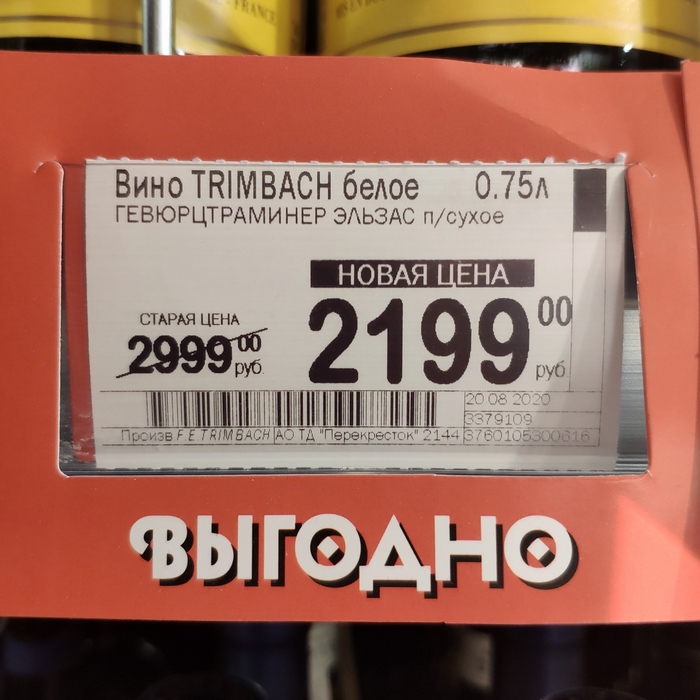 FRANCE
Вино TRIMBACH белое 0.75л
ГЕВЮРЦТРАМИНЕР ЭЛЬЗАС п/сухое
НОВАЯ ЦЕНА
СТАРАЯ ЦЕНА
2999 00 руб
2199 00 руб
20 08 2020
3379109
Произв F E TRIMBACH АО ТД "Перекресток" 2144 3760105300616
ВЫГОДНО